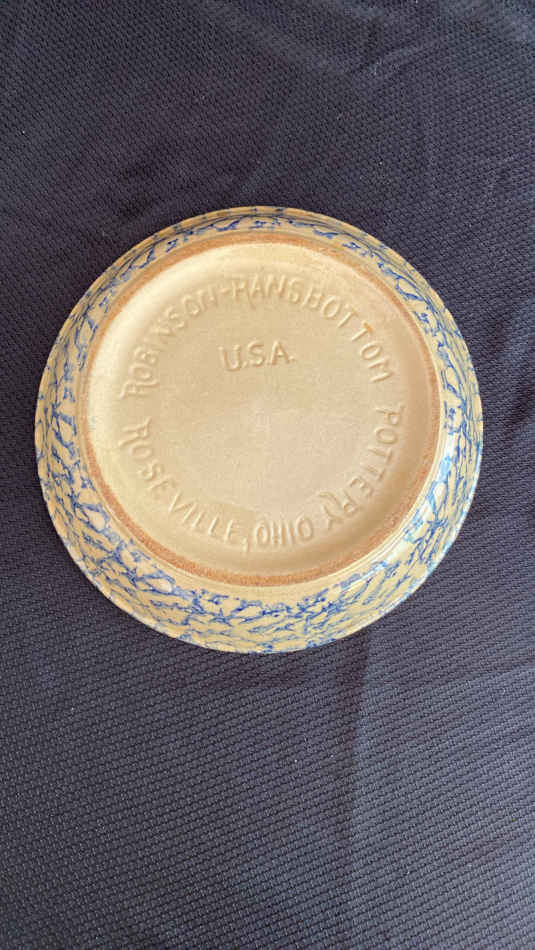 ROBINSON-RANSBOTTOM POTTERY
U.S.A.
ROSEVILLE, OHIO